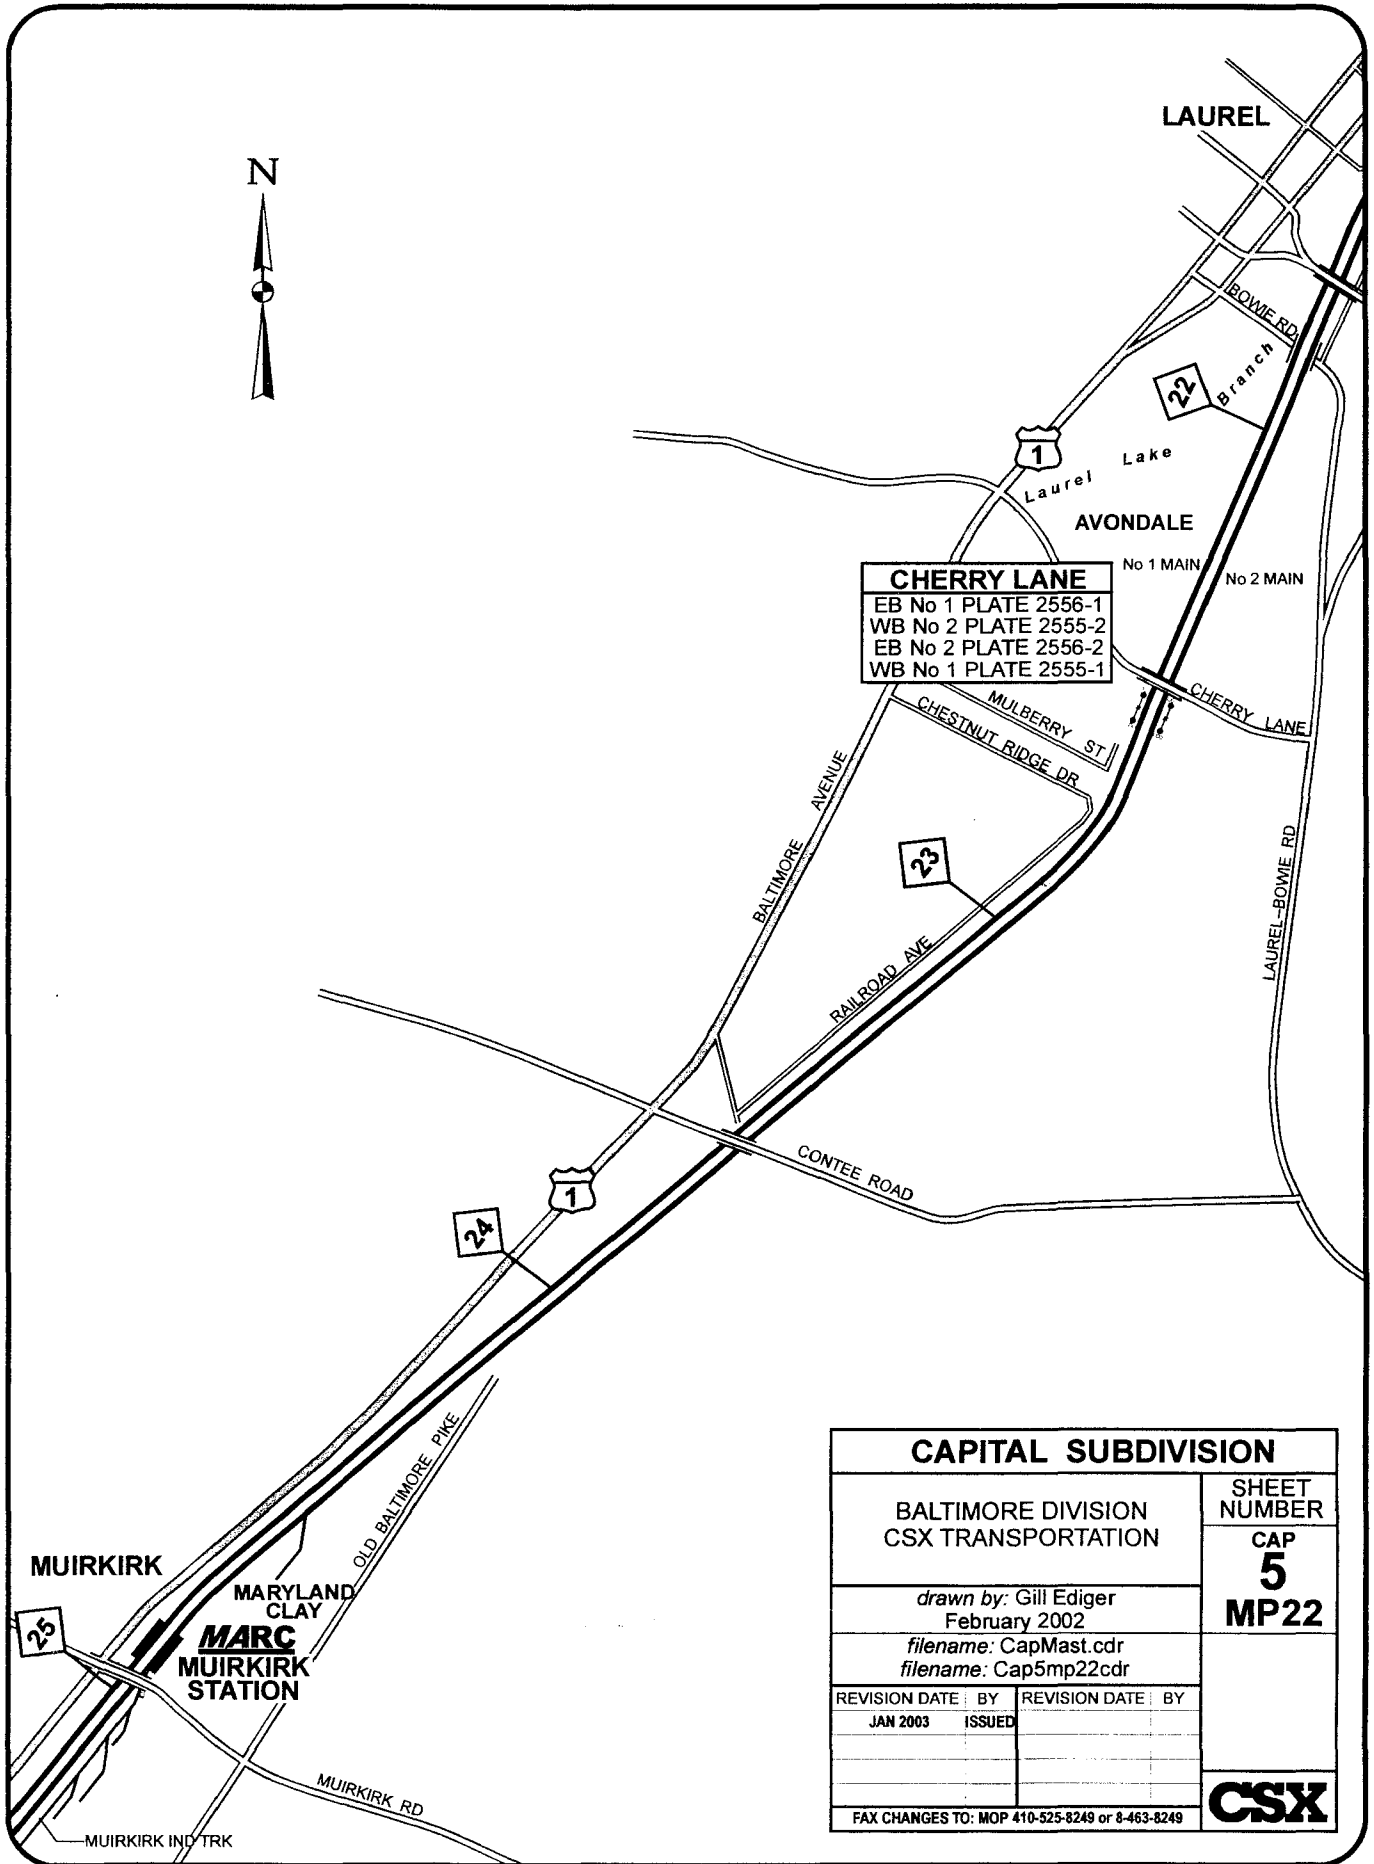 LAUREL
N
BOWIE RD
Branch
22
1
Lake
Laurel
AVONDALE
No 1 MAIN
No 2 MAIN
CHERRY LANE
EB No 1 PLATE 2556-1
WB No 2 PLATE 2555-2
EB No 2 PLATE 2556-2
WB No 1 PLATE 2555-1
CHERRY LANE
MULBERRY ST
CHESTNUT RIDGE DR
BALTIMORE AVENUE
23
LAUREL-BOWIE RD
RAILROAD AVE
CONTEE ROAD
1
24
OLD BALTIMORE PIKE
MUIRKIRK
MARYLAND
CLAY
25
MARC
MUIRKIRK
STATION
MUIRKIRK RD
MUIRKIRK IND TRK
CAPITAL SUBDIVISION
BALTIMORE DIVISION
CSX TRANSPORTATION
SHEET
NUMBER
CAP
5
MP22
drawn by: Gill Ediger
February 2002
filename: CapMast.cdr
filename: Cap5mp22cdr
REVISION DATE BY REVISION DATE BY
JAN 2003 ISSUED
FAX CHANGES TO: MOP 410-525-8249 or 8-463-8249
CSX